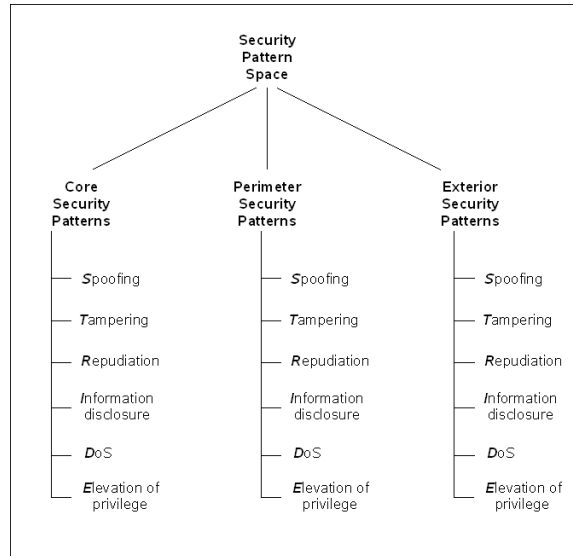 Security
Pattern
Space
Core
Security
Patterns
Perimeter
Security
Patterns
Exterior
Security
Patterns
Spoofing
Tampering
Repudiation
Information
disclosure
DoS
Elevation of
privilege
Spoofing
Tampering
Repudiation
Information
disclosure
DoS
Elevation of
privilege
Spoofing
Tampering
Repudiation
Information
disclosure
DoS
Elevation of
privilege